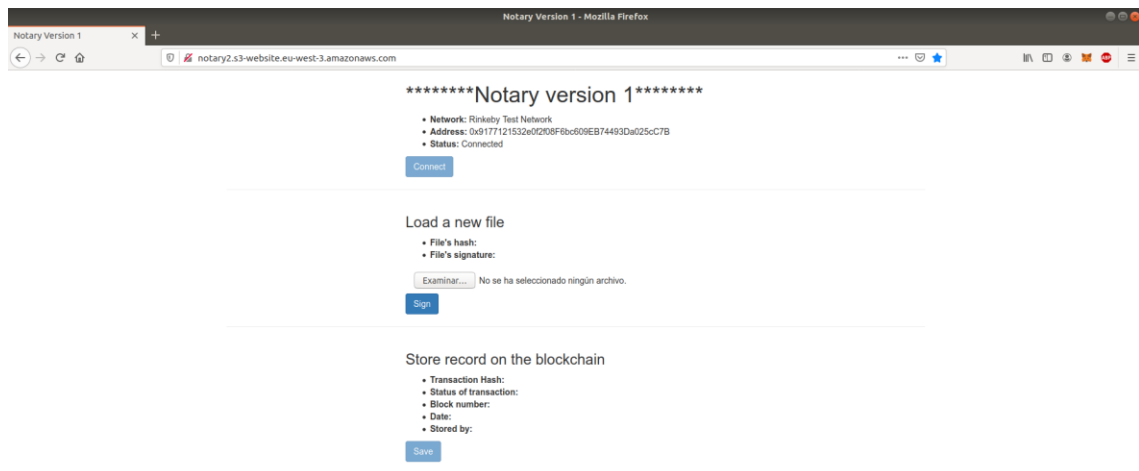 Notary Version 1 - Mozilla Firefox
Notary Version 1
notary2.s3-website.eu-west-3.amazonaws.com
********Notary version 1********
Network: Rinkeby Test Network
Address: 0x9177121532e0f2f08F6bc609EB74493Da025cC7B
Status: Connected
Connect
Load a new file
File's hash:
File's signature:
Examinar... No se ha seleccionado ningún archivo.
Sign
Store record on the blockchain
Transaction Hash:
Status of transaction:
Block number:
Date:
Stored by:
Save